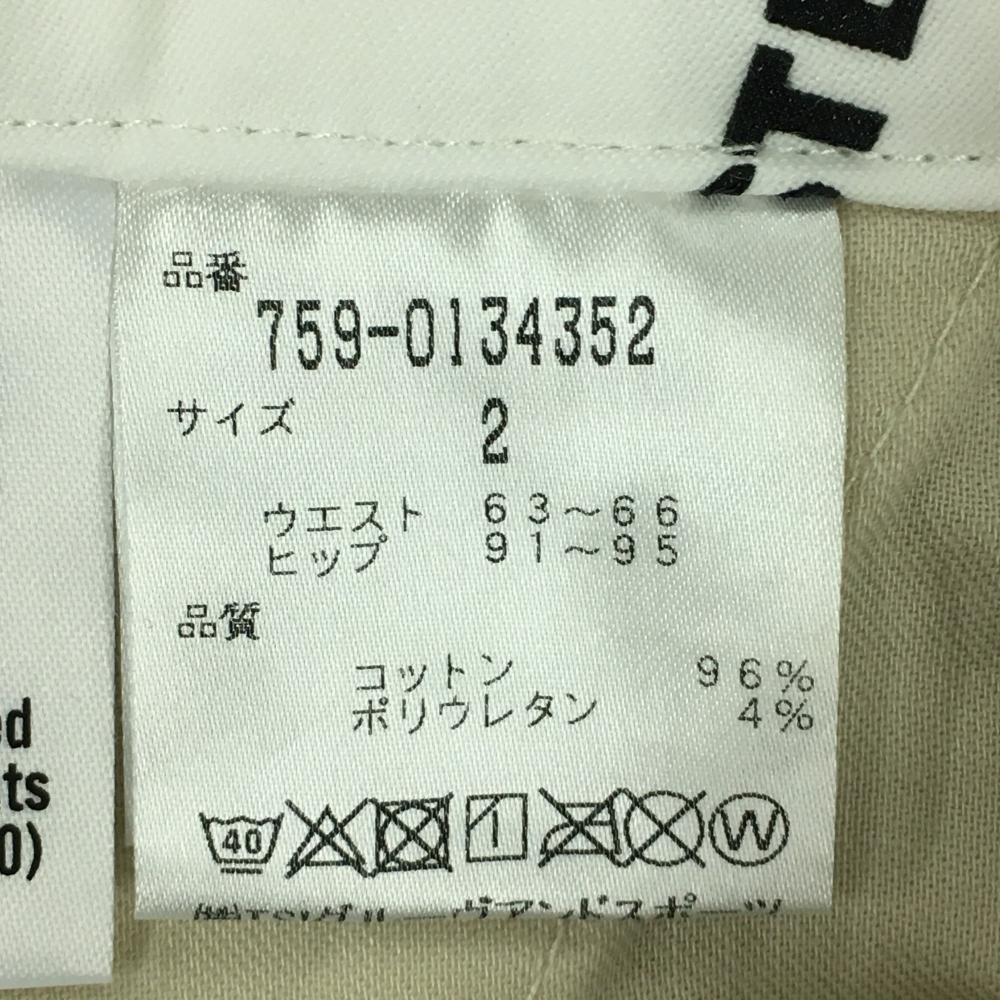 STE
品番
759-0134352
サイズ 2
ウエスト 63～66
ヒップ 91～95
品質
コットン 96%
ポリウレタン 4%
40
W
ed
ts
0)